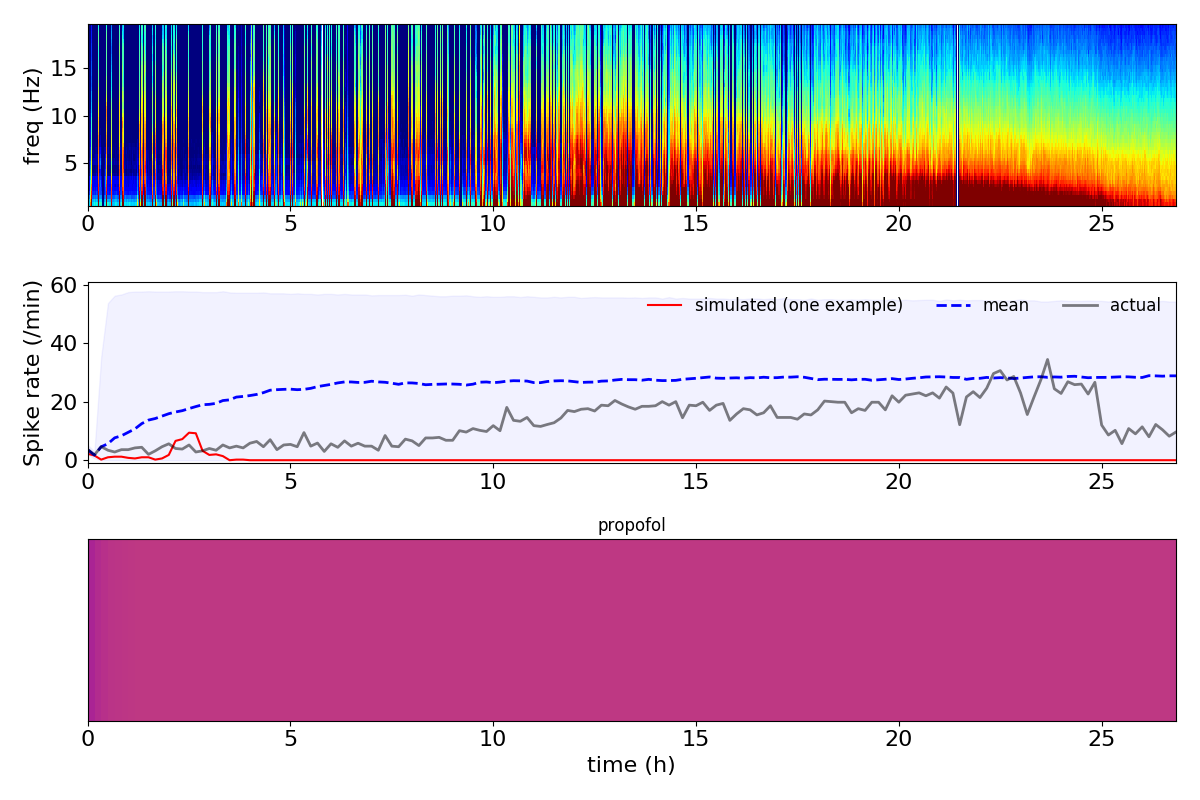 freq (Hz)
15
10
5
0 5 10 15 20 25
Spike rate (/min)
60
40
20
0
simulated (one example) mean actual
0 5 10 15 20 25
propofol
0 5 10 15 20 25
time (h)